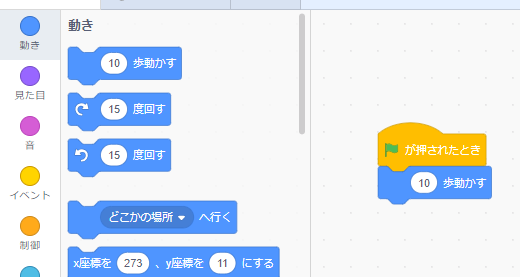 動き
動き
10 歩動かす
見た目
15 度回す
音
15 度回す
イベント
どこかの場所 へ行く
制御
x座標を 273 、y座標を 11 にする
が押されたとき
10 歩動かす